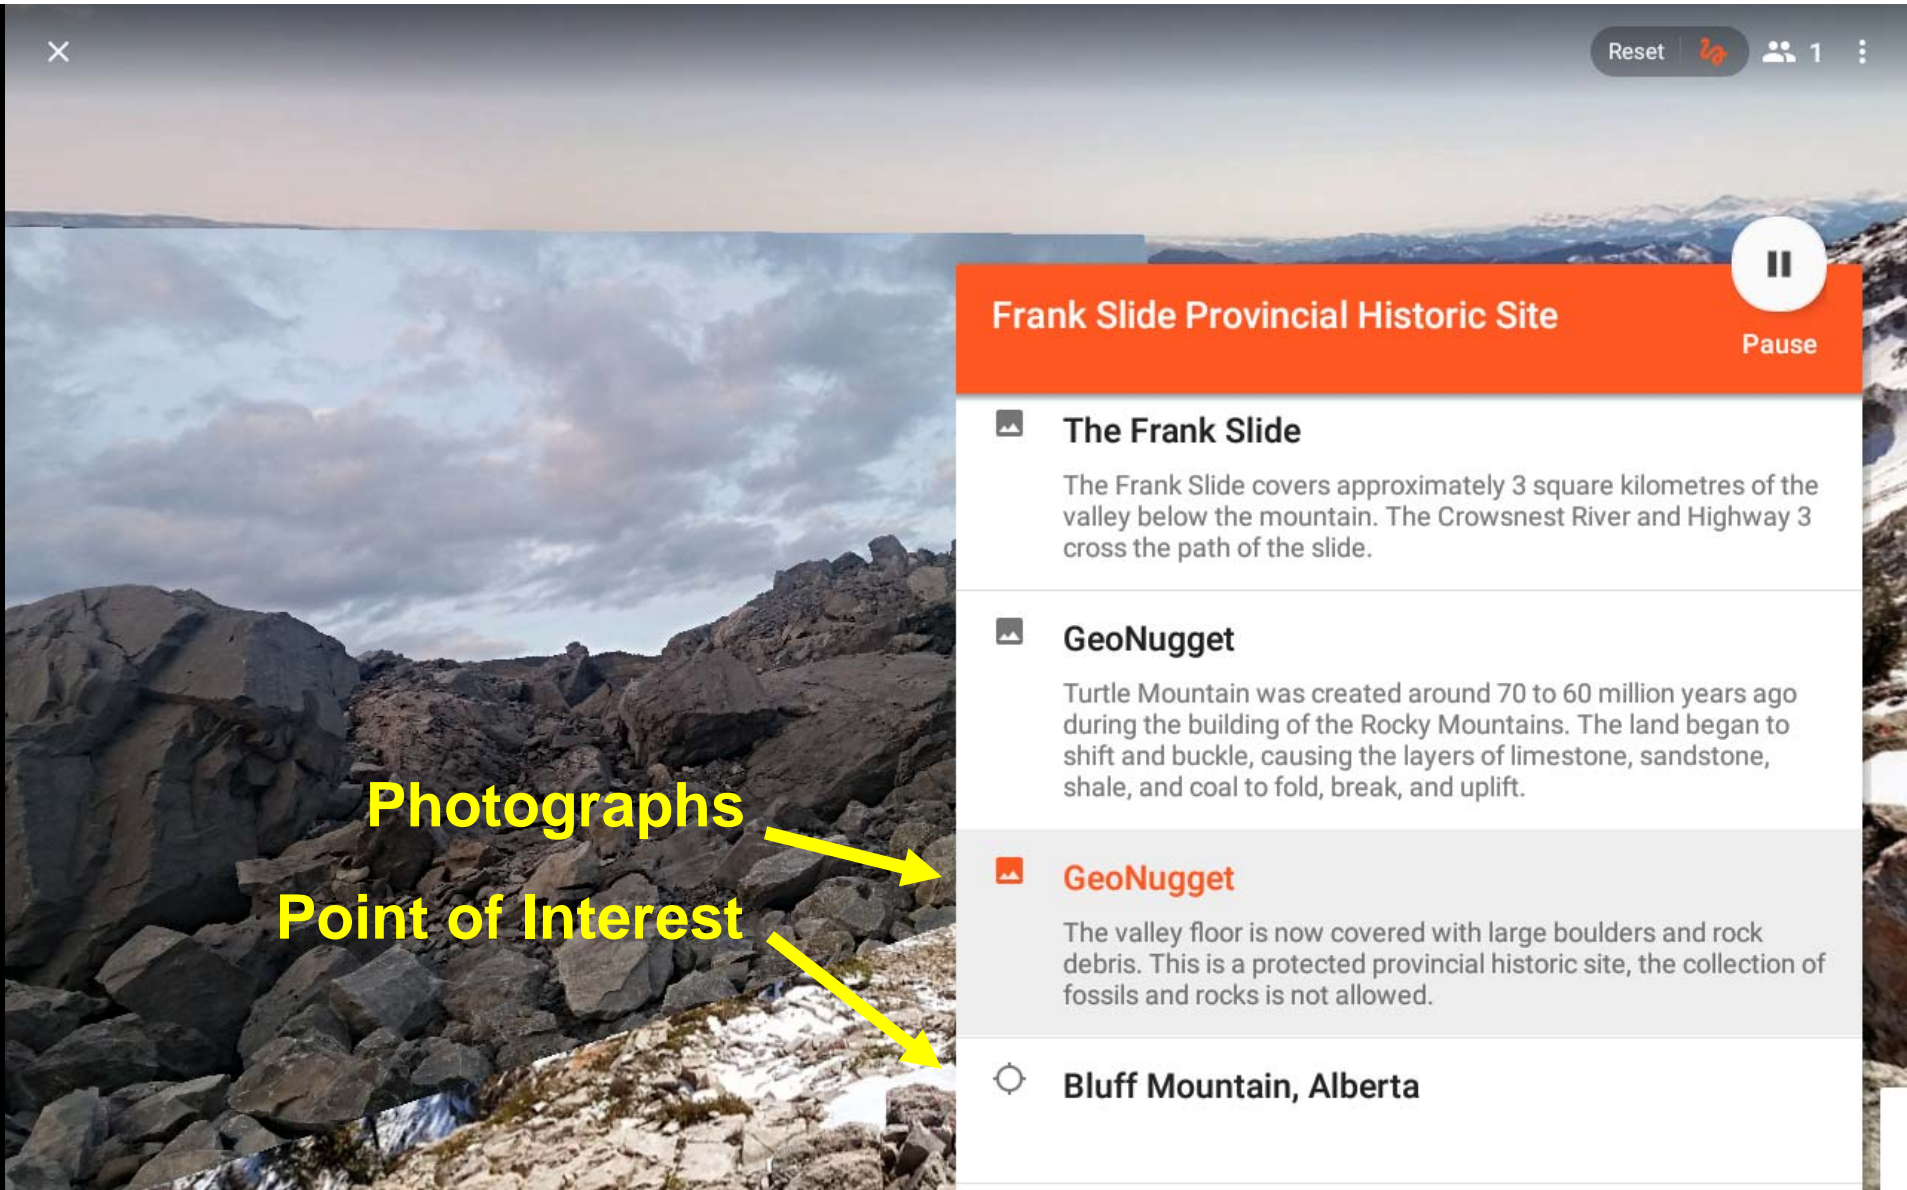 Reset
1
Frank Slide Provincial Historic Site
Pause
The Frank Slide
The Frank Slide covers approximately 3 square kilometres of the
valley below the mountain. The Crowsnest River and Highway 3
cross the path of the slide.
GeoNugget
Turtle Mountain was created around 70 to 60 million years ago
during the building of the Rocky Mountains. The land began to
shift and buckle, causing the layers of limestone, sandstone,
shale, and coal to fold, break, and uplift.
Photographs
GeoNugget
Point of Interest
The valley floor is now covered with large boulders and rock
debris. This is a protected provincial historic site, the collection of
fossils and rocks is not allowed.
Bluff Mountain, Alberta